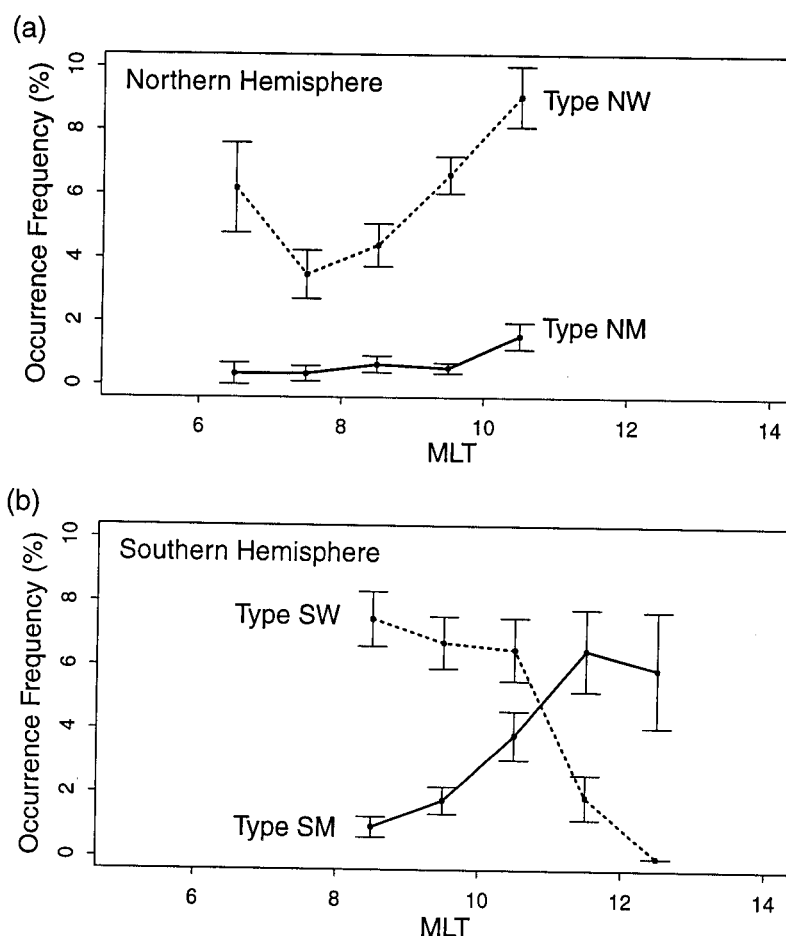 (a)
Northern Hemisphere
Type NW
Type NM
Occurrence Frequency (%)
10
8
6
4
2
0
6 8 10 12 14
MLT
(b)
Southern Hemisphere
Type SW
Type SM
Occurrence Frequency (%)
10
8
6
4
2
0
6 8 10 12 14
MLT